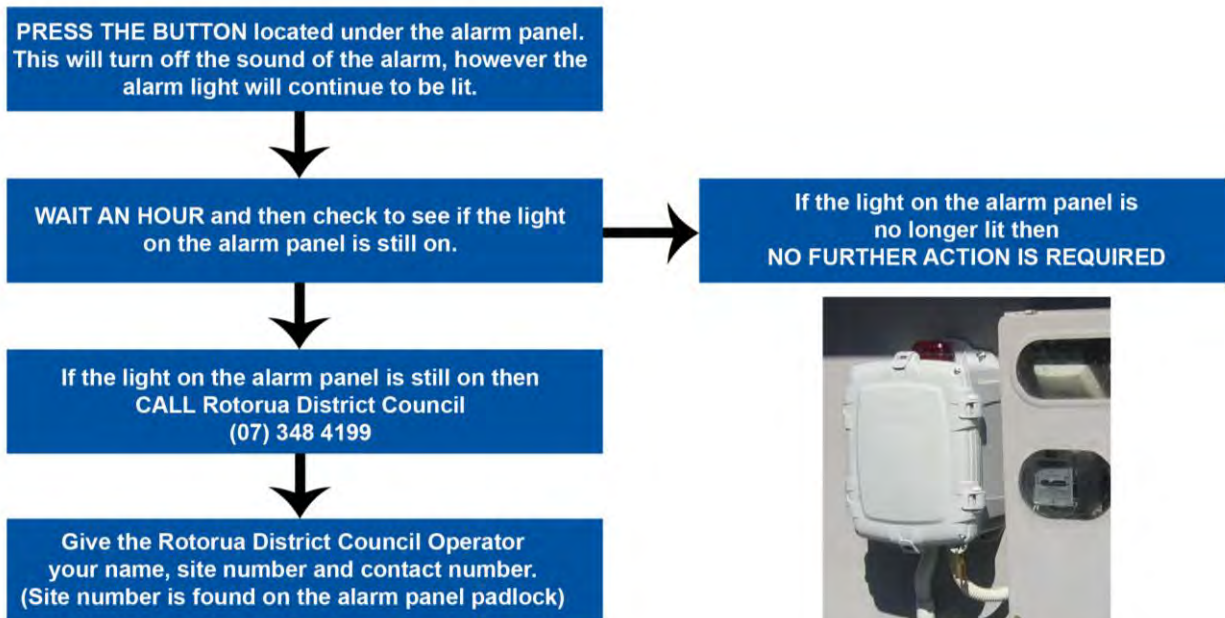 PRESS THE BUTTON located under the alarm panel.
This will turn off the sound of the alarm, however the
alarm light will continue to be lit.
WAIT AN HOUR and then check to see if the light
on the alarm panel is still on.
If the light on the alarm panel is
no longer lit then
NO FURTHER ACTION IS REQUIRED
If the light on the alarm panel is still on then
CALL Rotorua District Council
(07) 348 4199
Give the Rotorua District Council Operator
your name, site number and contact number.
(Site number is found on the alarm panel padlock)